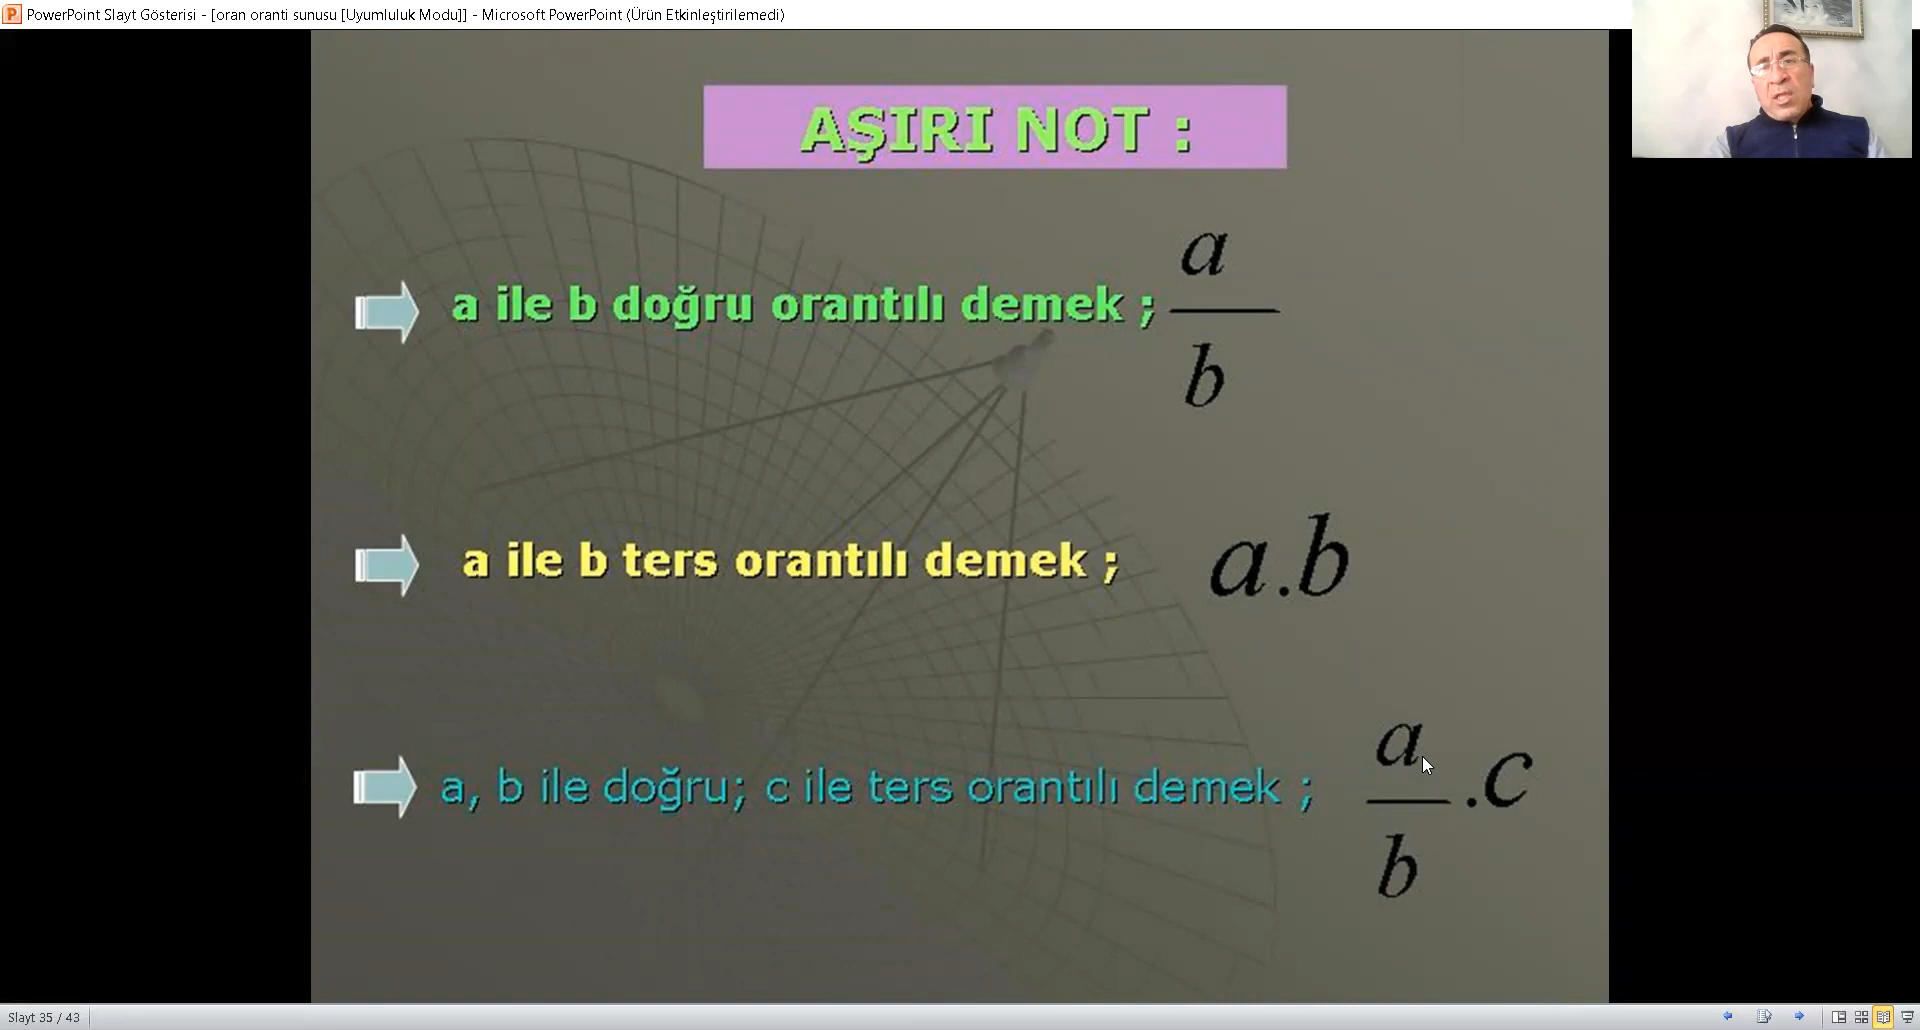 PowerPoint Slayt Gösterisi - [oran oranti sunusu [Uyumluluk Modu]] - Microsoft PowerPoint (Ürün Etkinleştirilemedi)
AŞIRI NOT :
a ile b doğru orantılı demek ; a/b
a ile b ters orantılı demek ; a.b
a, b ile doğru; c ile ters orantılı demek ; a/b .c
Slayt 35 / 43